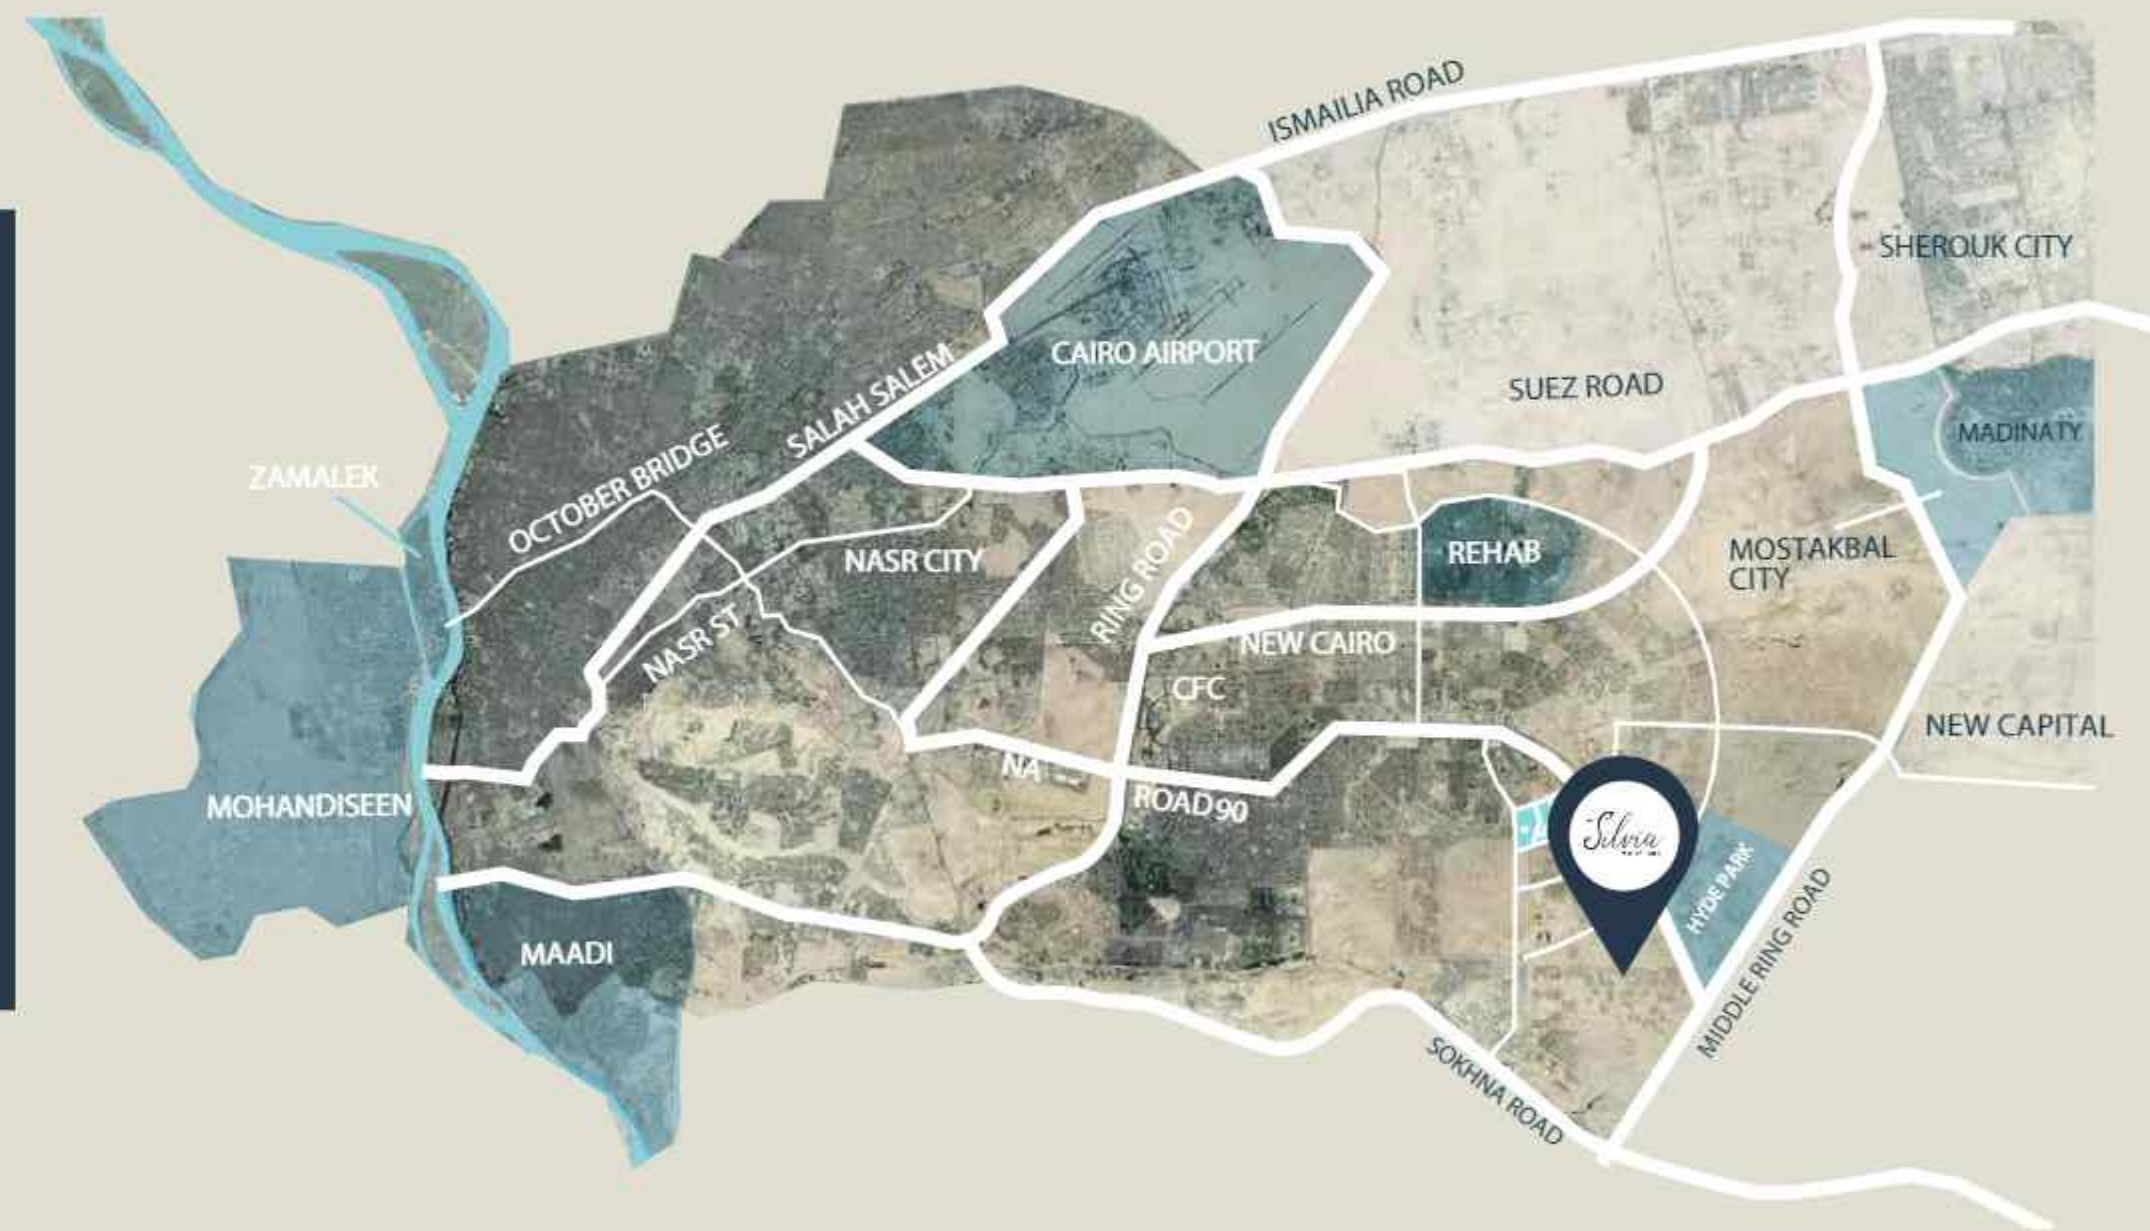 ISMAILIA ROAD
SHEROUK CITY
CAIRO AIRPORT
SALAH SALEM
SUEZ ROAD
MADINATY
OCTOBER BRIDGE
ZAMALEK
NASR CITY
RING ROAD
REHAB
MOSTAKBAL
CITY
NASR ST
NEW CAIRO
CFC
NEW CAPITAL
NA
MOHANDISEEN
ROAD 90
Silvia
HYDE PARK
MAADI
MIDDLE RING ROAD
SOKHNA ROAD